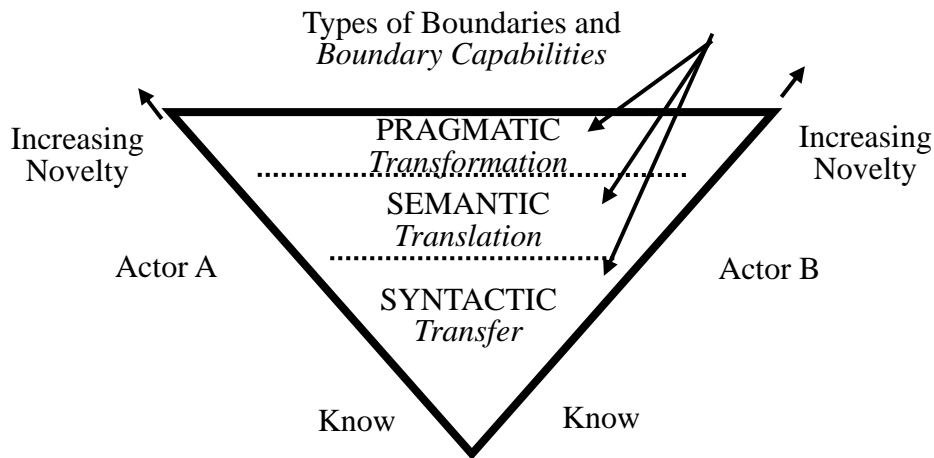 Types of Boundaries and
Boundary Capabilities
Increasing
Novelty
PRAGMATIC
Transformation
Increasing
Novelty
SEMANTIC
Translation
Actor A
Actor B
SYNTACTIC
Transfer
Know
Know